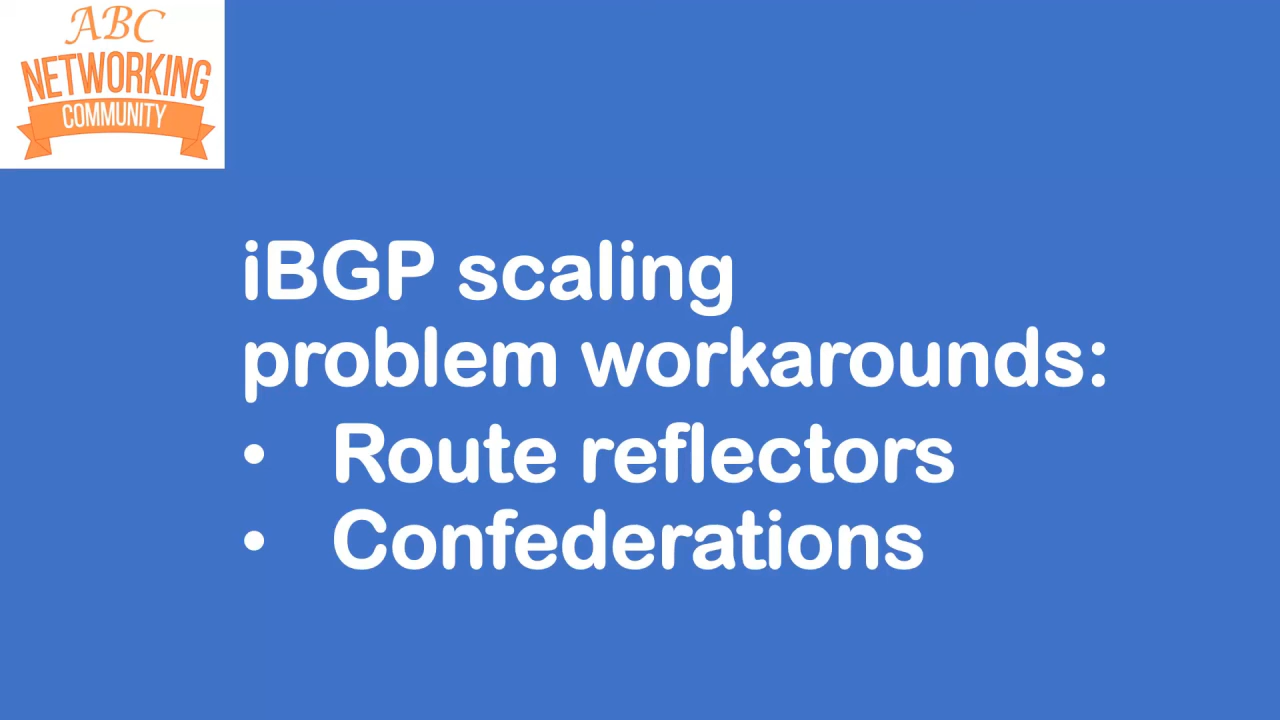 ABC
NETWORKING
COMMUNITY
iBGP scaling
problem workarounds:
• Route reflectors
• Confederations